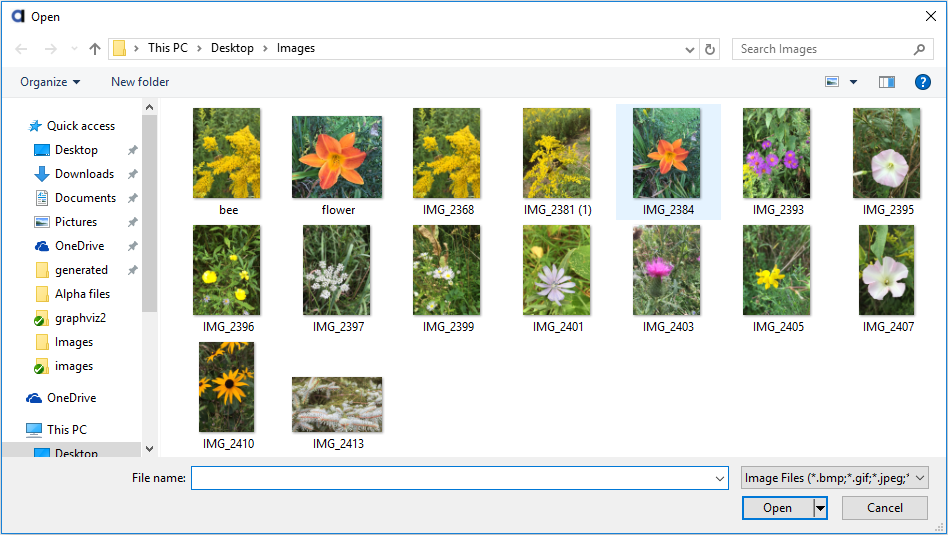 Open
This PC > Desktop > Images
Search Images
Organize
New folder
Quick access
Desktop
Downloads
Documents
Pictures
OneDrive
generated
Alpha files
graphviz2
Images
images
OneDrive
This PC
Desktop
bee
flower
IMG_2368
IMG_2381 (1)
IMG_2384
IMG_2393
IMG_2395
IMG_2396
IMG_2397
IMG_2399
IMG_2401
IMG_2403
IMG_2405
IMG_2407
IMG_2410
IMG_2413
File name:
Image Files (*.bmp;*.gif;*.jpeg;*
Open
Cancel